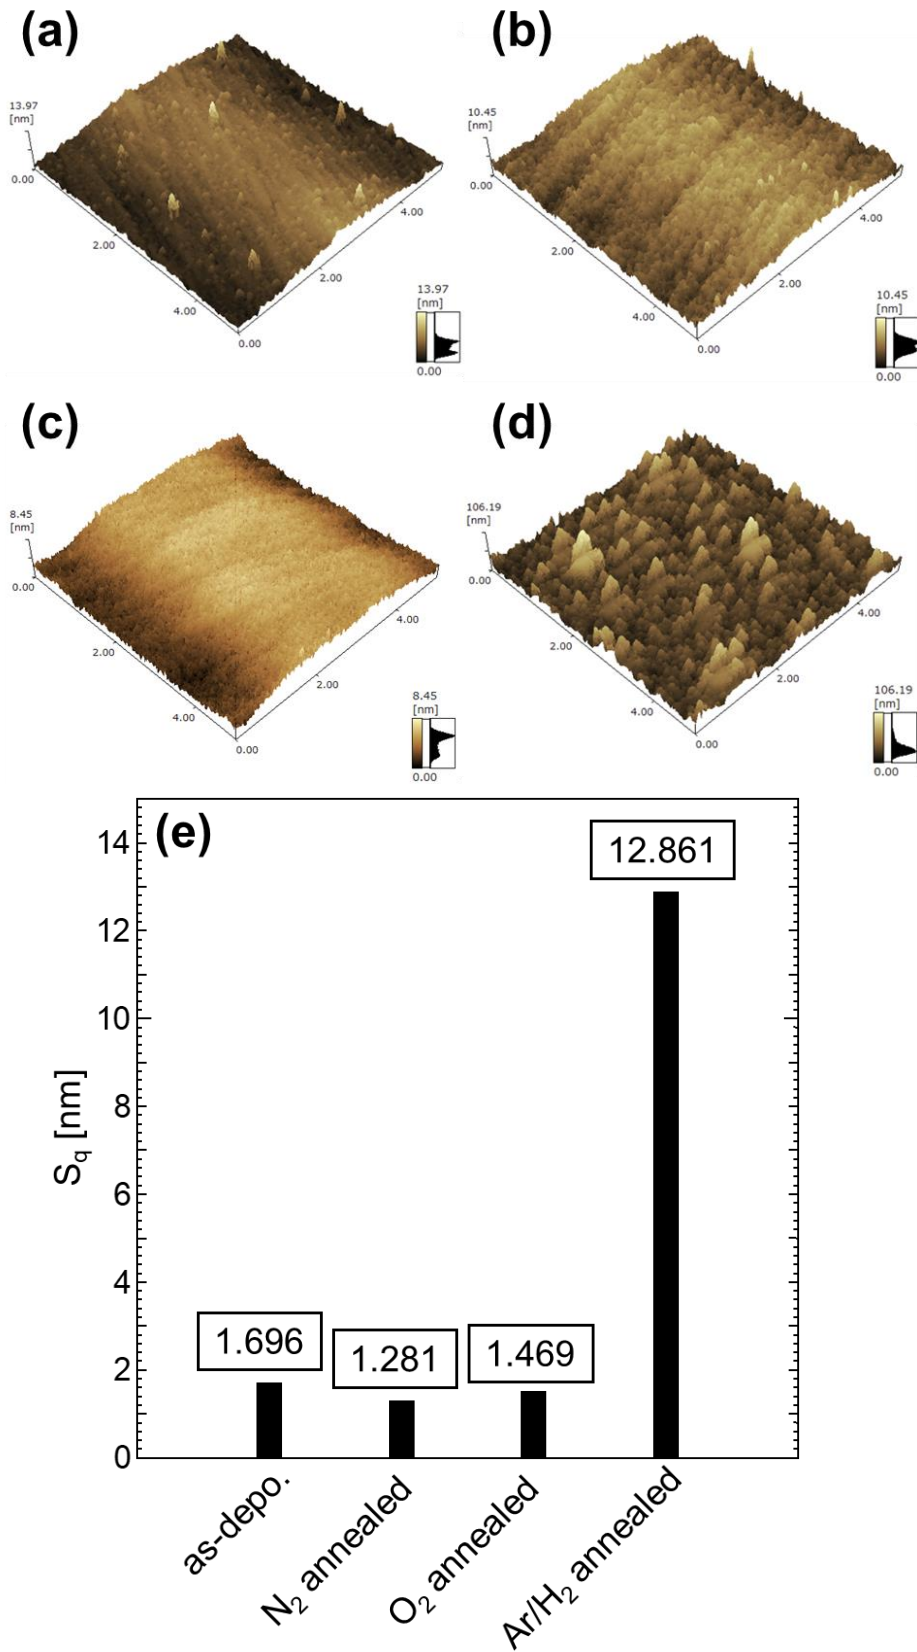 (a)
13.97
[nm]
0.00
2.00
4.00
0.00
2.00
4.00
13.97
[nm]
0.00
(b)
10.45
[nm]
0.00
2.00
4.00
0.00
2.00
4.00
10.45
[nm]
0.00
(c)
8.45
[nm]
0.00
2.00
4.00
0.00
2.00
4.00
8.45
[nm]
0.00
(d)
106.19
[nm]
0.00
2.00
4.00
0.00
2.00
4.00
106.19
[nm]
0.00
(e)
Sq [nm]
14
12
10
8
6
4
2
0
1.696
1.281
1.469
12.861
as-depo.
N2 annealed
O2 annealed
Ar/H2 annealed